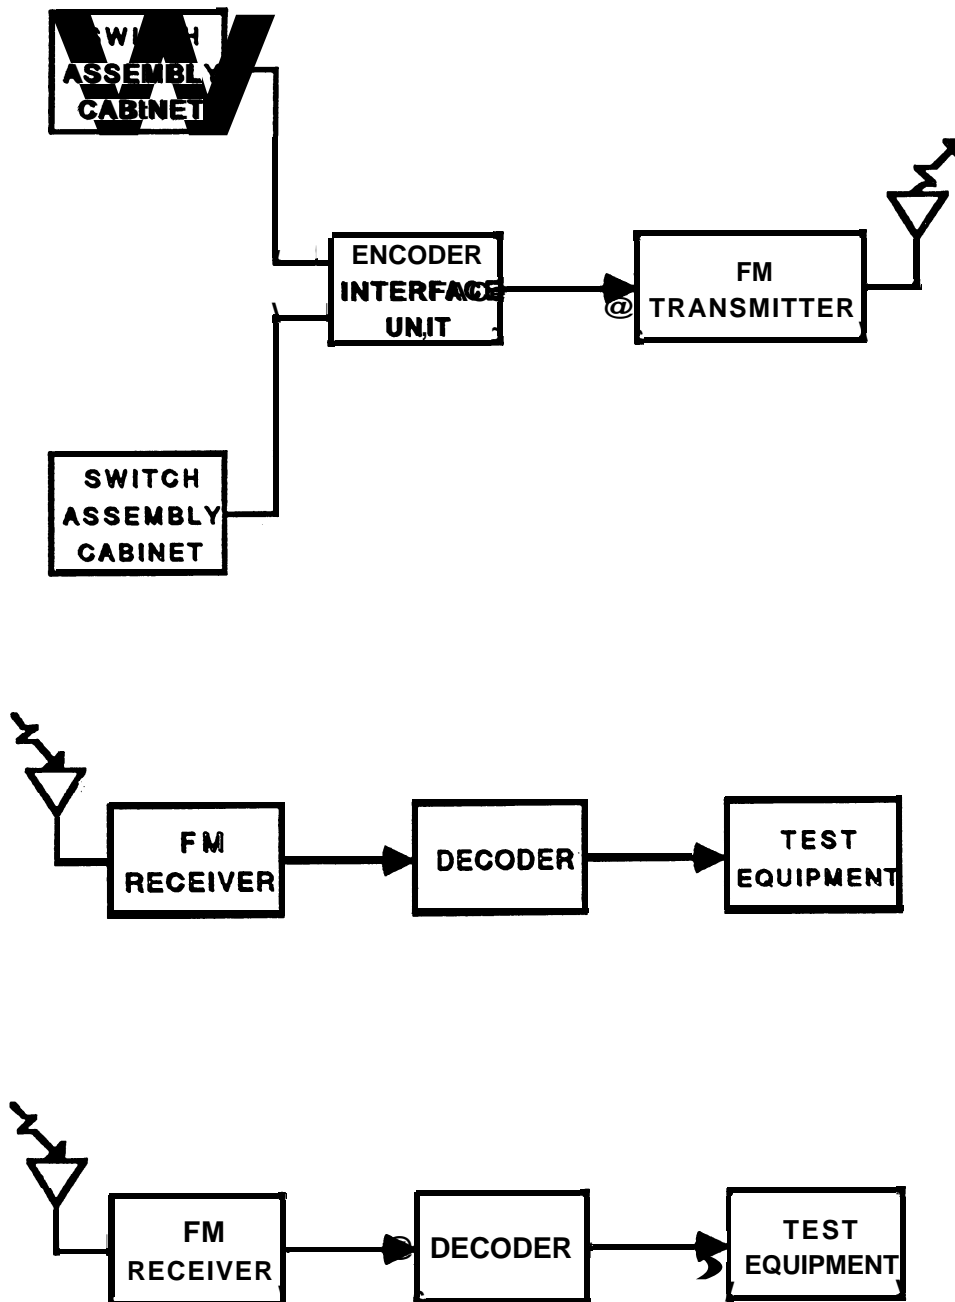 SWITCH
ASSEMBLY
CABINET
ENCODER
INTERFACE
UNIT
@
FM
TRANSMITTER
SWITCH
ASSEMBLY
CABINET
FM
RECEIVER
DECODER
TEST
EQUIPMENT
FM
RECEIVER
DECODER
TEST
EQUIPMENT